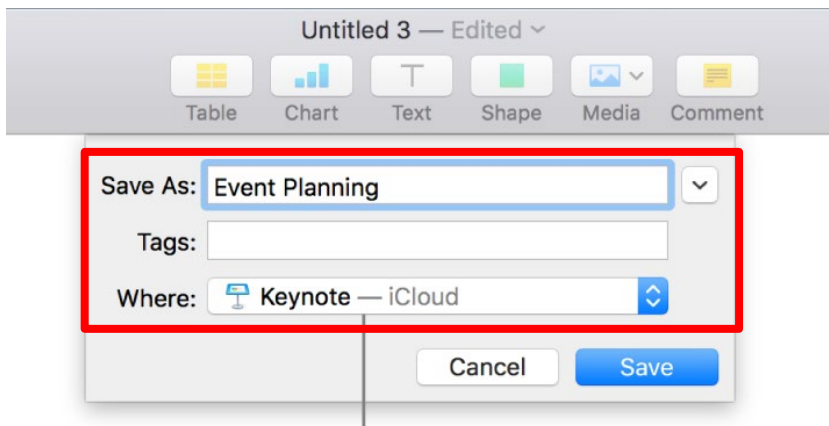 Untitled 3 — Edited
Table Chart Text Shape Media Comment
Save As: Event Planning
Tags:
Where: Keynote — iCloud
Cancel Save